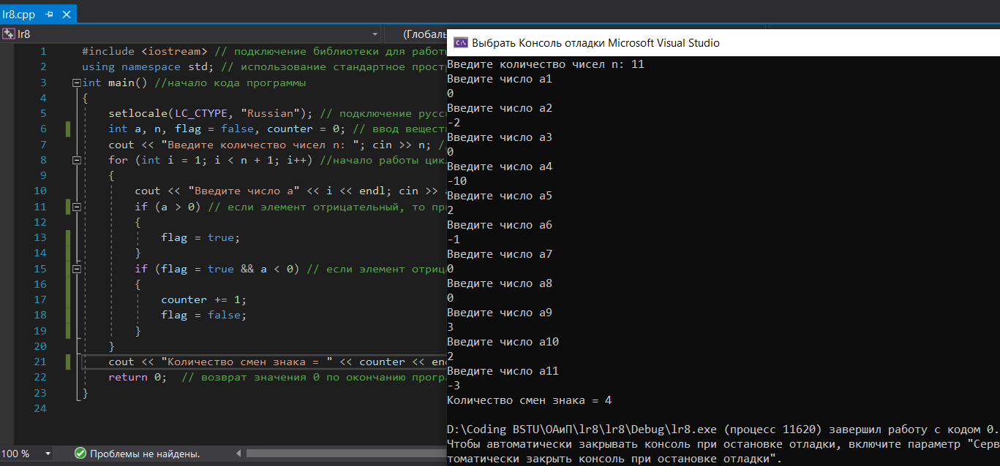 lr8.cpp
lr8
(Глобаль
1 #include <iostream> // подключение библиотеки для работы
2 using namespace std; // использование стандартное прост
3 int main() //начало кода программы
4 {
5 setlocale(LC_CTYPE, "Russian"); // подключение русс
6 int a, n, flag = false, counter = 0; // ввод вещест
7 cout << "Введите количество чисел n: "; cin >> n; //
8 for (int i = 1; i < n + 1; i++) //начало работы цик
9 {
10 cout << "Введите число a" << i << endl; cin >>
11 if (a > 0) // если элемент отрицательный, то пр
12 {
13 flag = true;
14 }
15 if (flag = true && a < 0) // если элемент отриц
16 {
17 counter += 1;
18 flag = false;
19 }
20 }
21 cout << "Количество смен знака = " << counter << en
22 return 0; // возврат значения 0 по окончанию прогр
23 }
24
100 %
Проблемы не найдены.
Выбрать Консоль отладки Microsoft Visual Studio
Введите количество чисел n: 11
Введите число a1
0
Введите число a2
-2
Введите число a3
0
Введите число a4
-10
Введите число a5
2
Введите число a6
-1
Введите число a7
0
Введите число a8
0
Введите число a9
3
Введите число a10
2
Введите число a11
-3
Количество смен знака = 4
D:\Coding BSTU\ОАиП\lr8\lr8\Debug\lr8.exe (процесс 11620) завершил работу с кодом 0.
Чтобы автоматически закрывать консоль при остановке отладки, включите параметр "Серв
томатически закрыть консоль при остановке отладки".